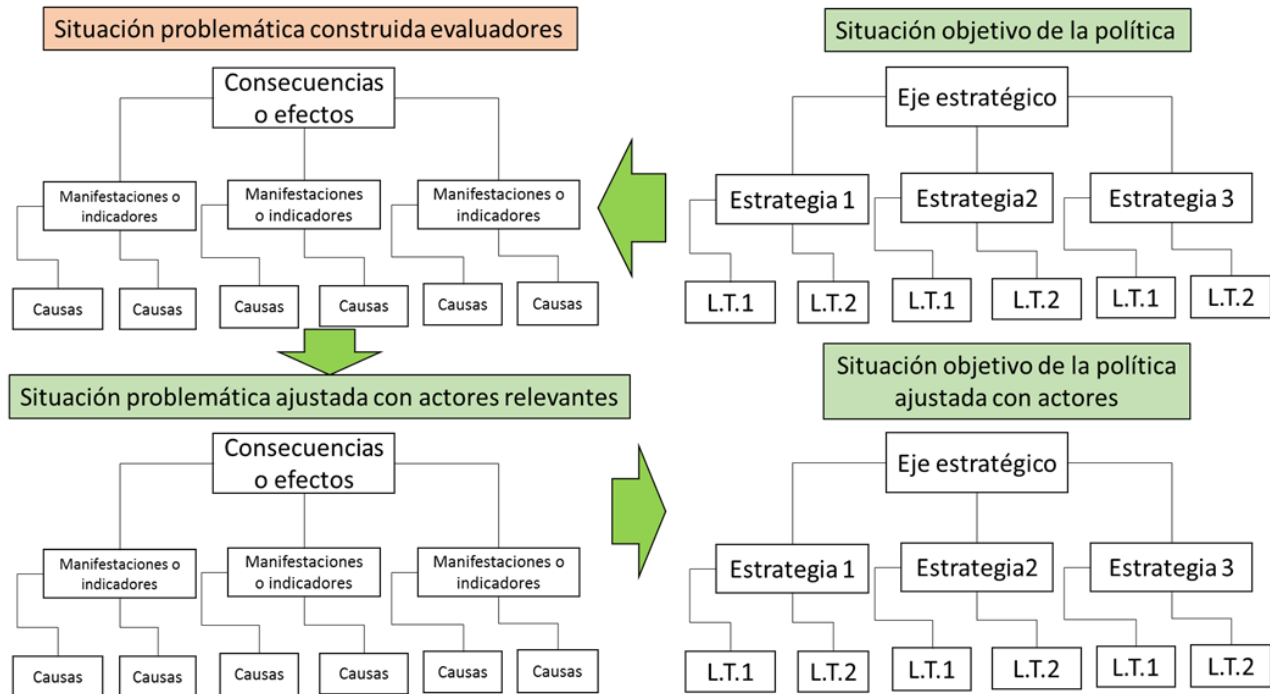 Situación problemática construida evaluadores
Consecuencias
o efectos
Manifestaciones o
indicadores
Manifestaciones
o indicadores
Manifestaciones o
indicadores
Causas
Causas
Causas
Causas
Causas
Causas
Situación objetivo de la política
Eje estratégico
Estrategia 1
Estrategia2
Estrategia 3
L.T.1
L.T.2
L.T.1
L.T.2
L.T.1
L.T.2
Situación problemática ajustada con actores relevantes
Consecuencias
o efectos
Manifestaciones o
indicadores
Manifestaciones
o indicadores
Manifestaciones o
indicadores
Causas
Causas
Causas
Causas
Causas
Causas
Situación objetivo de la política
ajustada con actores
Eje estratégico
Estrategia 1
Estrategia2
Estrategia 3
L.T.1
L.T.2
L.T.1
L.T.2
L.T.1
L.T.2